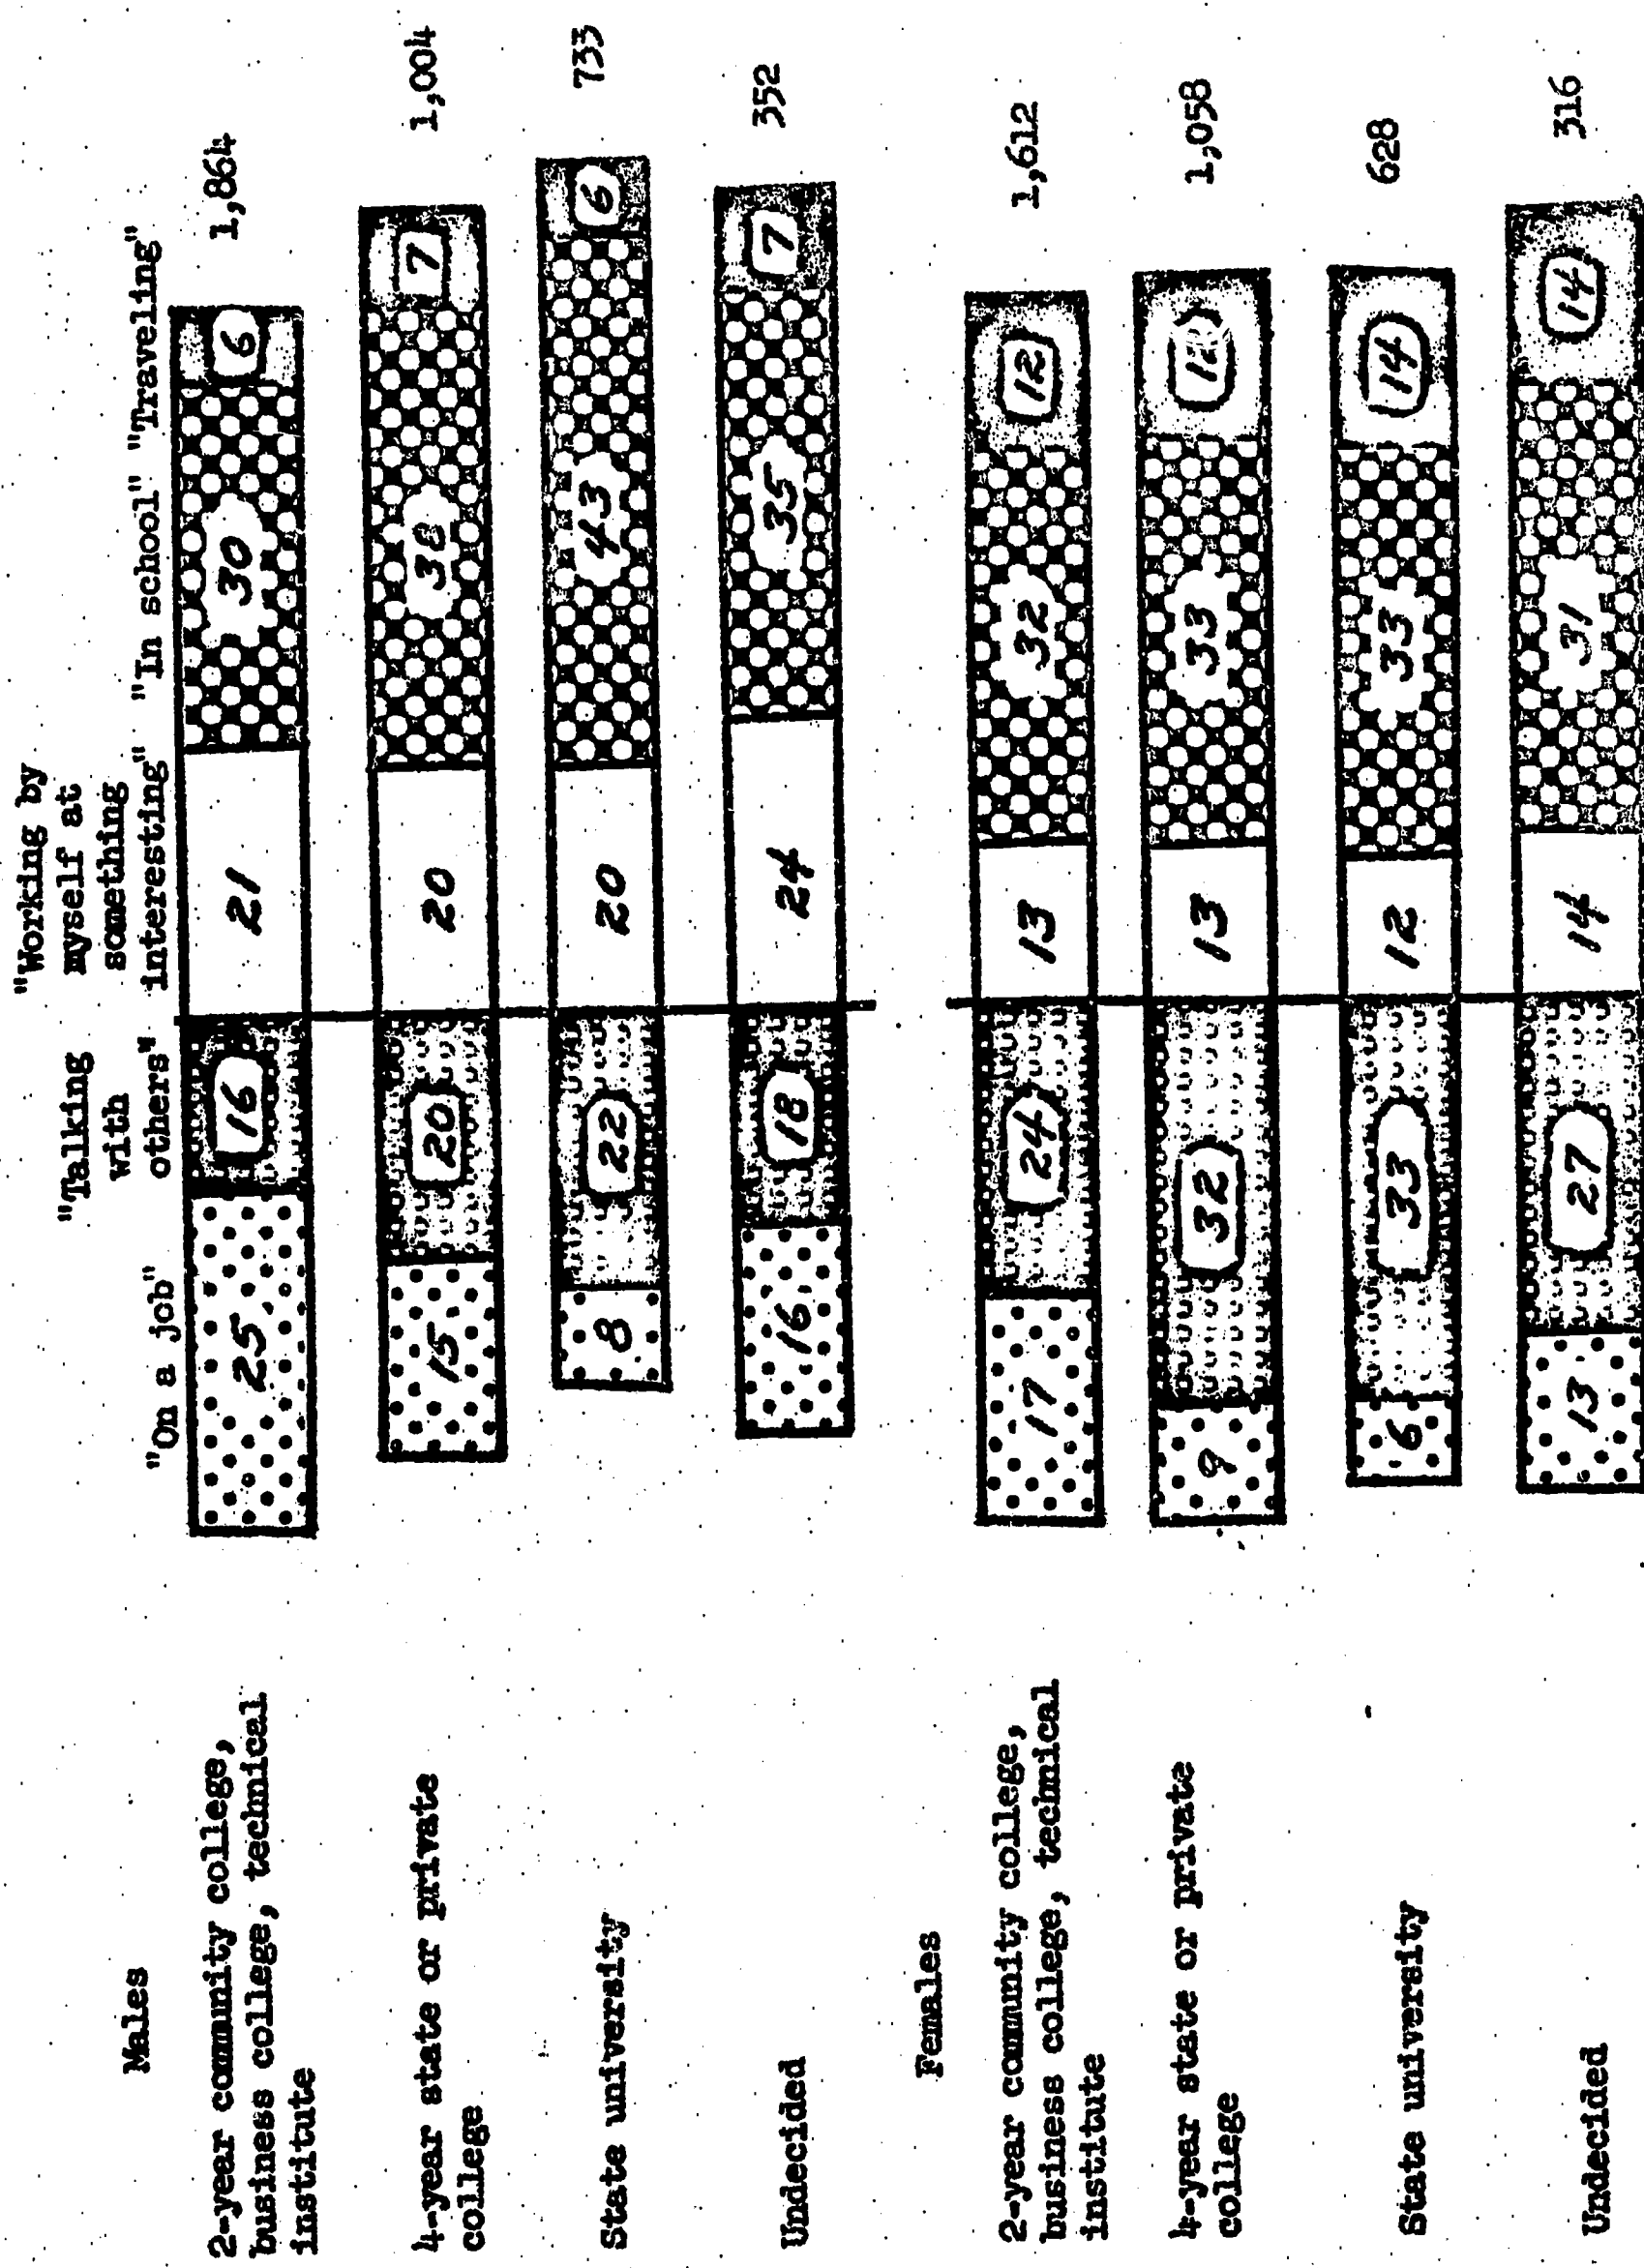 "Working by
"Talking myself at
with something
"On a job" others" interesting" "In school" "Traveling"
Males
2-year community college,
business college, technical
institute
25 16 21 30 6 1,864
4-year state or private
college
15 20 20 38 7 1,004
State university
8 22 20 43 6 733
Undecided
16 18 24 35 7 352
Females
2-year community college,
business college, technical
institute
17 24 13 32 12 1,612
4-year state or private
college
9 32 13 33 12 1,058
State university
6 33 12 33 14 628
Undecided
13 27 14 31 14 316